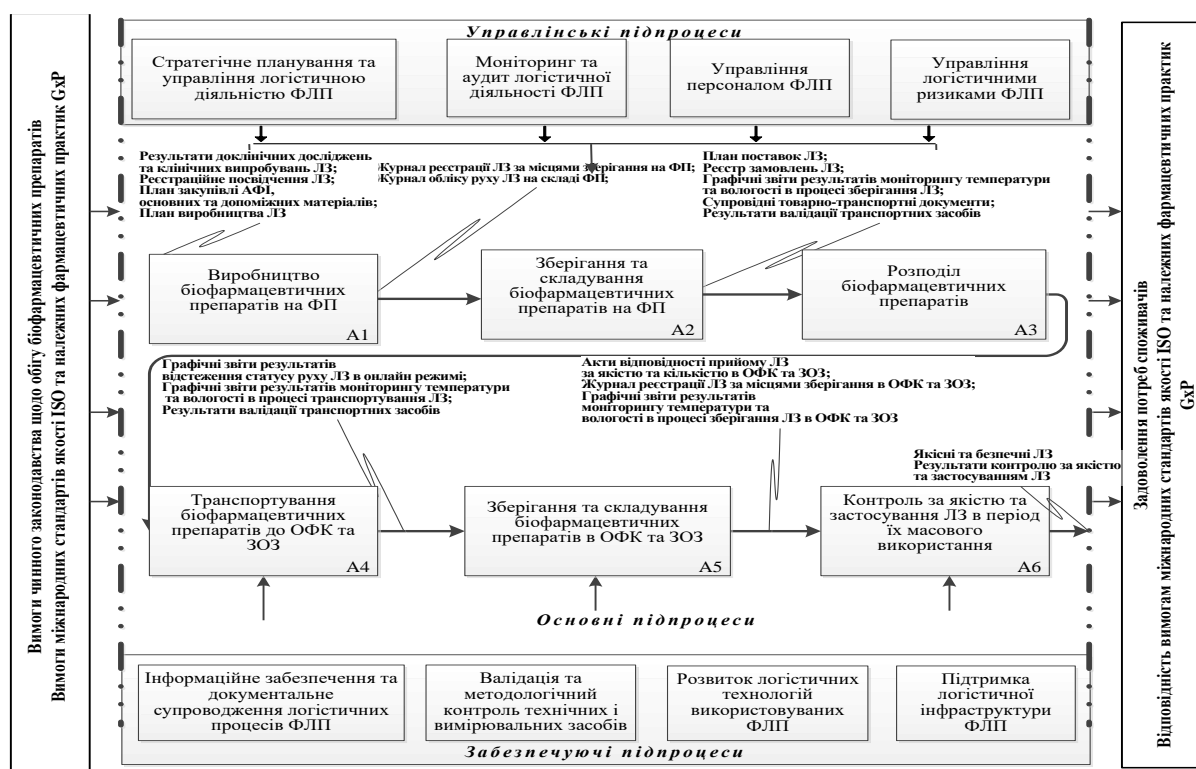 Вимоги чинного законодавства щодо обігу біофармацевтичних препаратів
Вимоги міжнародних стандартів якості ISO та належних фармацевтичних практик GxP
Управлінські підпроцеси
Стратегічне планування та
управління логістичною
діяльністю ФЛП
Моніторинг та
аудит логістичної
діяльності ФЛП
Управління
персоналом ФЛП
Управління
логістичними
ризиками ФЛП
Результати доклінічних досліджень
та клінічних випробувань ЛЗ;
Реєстраційне посвідчення ЛЗ;
План закупівлі АФІ,
основних та допоміжних матеріалів;
План виробництва ЛЗ
Журнал реєстрації ЛЗ за місцями зберігання на ФП;
Журнал обліку руху ЛЗ на складі ФП;
План поставок ЛЗ;
Реєстр замовлень ЛЗ;
Графічні звіти результатів моніторингу температури
та вологості в процесі зберігання ЛЗ;
Супровідні товарно-транспортні документи;
Результати валідації транспортних засобів
Виробництво
біофармацевтичних
препаратів на ФП
А1
Зберігання та
складування
біофармацевтичних
препаратів на ФП
А2
Розподіл
біофармацевтичних
препаратів
А3
Графічні звіти результатів
відстеження статусу руху ЛЗ в онлайн режимі;
Графічні звіти результатів моніторингу температури
та вологості в процесі транспортування ЛЗ;
Результати валідації транспортних засобів
Акти відповідності прийому ЛЗ
за якістю та кількістю в ОФК та ЗОЗ;
Журнал реєстрації ЛЗ за місцями зберігання в ОФК та ЗОЗ;
Графічні звіти результатів
моніторингу температури та
вологості в процесі зберігання ЛЗ в ОФК та ЗОЗ
Якісні та безпечні ЛЗ
Результати контролю за якістю
та застосуванням ЛЗ
Транспортування
біофармацевтичних
препаратів до ОФК та
ЗОЗ
А4
Зберігання та складування
біофармацевтичних
препаратів в ОФК та ЗОЗ
А5
Контроль за якістю та
застосування ЛЗ в період
їх масового
використання
А6
Основні підпроцеси
Інформаційне забезпечення та
документальне
супроводження логістичних
процесів ФЛП
Валідація та
методологічний
контроль технічних і
вимірювальних засобів
Розвиток логістичних
технологій
використовуваних
ФЛП
Підтримка
логістичної
інфраструктури
ФЛП
Забезпечуючі підпроцеси
Задоволення потреб споживачів
Відповідність вимогам міжнародних стандартів якості ISO та належних фармацевтичних практик
GxP